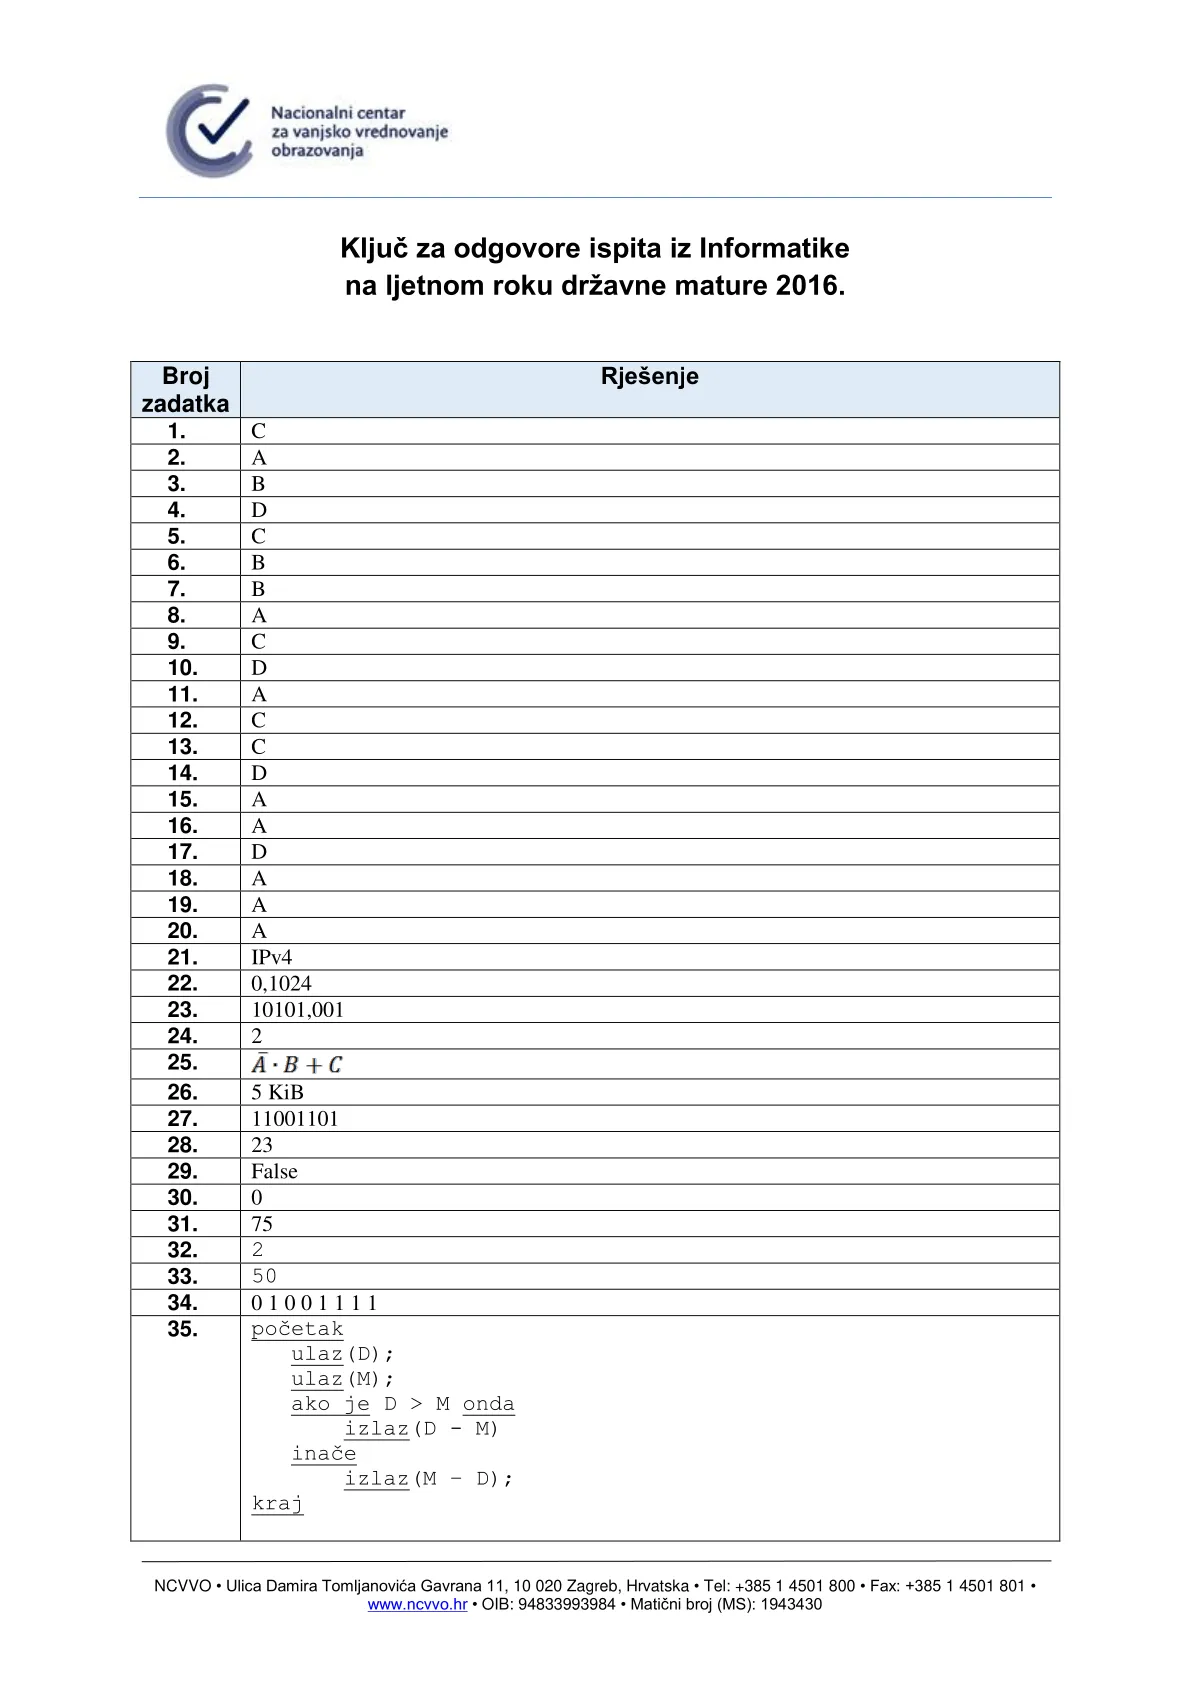 Nacionalni centar
za vanjsko vrednovanje
obrazovanja
Ključ za odgovore ispita iz Informatike
na ljetnom roku državne mature 2016.
Broj zadatka Rješenje
1. C
2. A
3. B
4. D
5. C
6. B
7. B
8. A
9. C
10. D
11. A
12. C
13. C
14. D
15. A
16. A
17. D
18. A
19. A
20. A
21. IPv4
22. 0,1024
23. 10101,001
24. 2
25. Ā · B + C
26. 5 KiB
27. 11001101
28. 23
29. False
30. 0
31. 75
32. 2
33. 50
34. 0 1 0 0 1 1 1 1
35. početak
ulaz(D);
ulaz(M);
ako je D > M onda
izlaz(D - M)
inače
izlaz(M – D);
kraj
NCVVO • Ulica Damira Tomljanovića Gavrana 11, 10 020 Zagreb, Hrvatska • Tel: +385 1 4501 800 • Fax: +385 1 4501 801 •
www.ncvvo.hr • OIB: 94833993984 • Matični broj (MS): 1943430